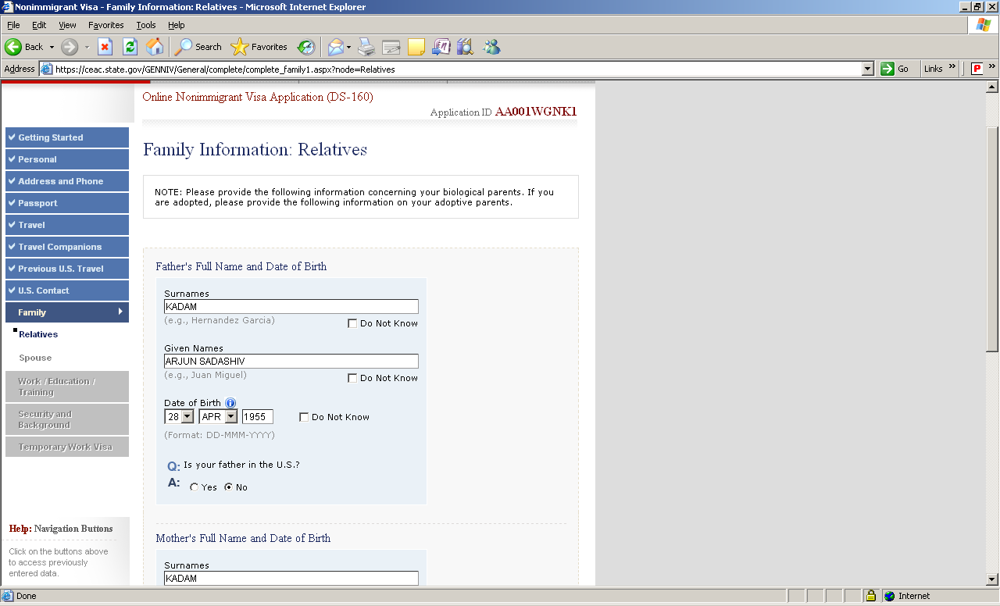 Nonimmigrant Visa - Family Information: Relatives - Microsoft Internet Explorer
File Edit View Favorites Tools Help
Back Search Favorites
Address https://ceac.state.gov/GENNIV/General/complete/complete_family1.aspx?node=Relatives Go Links »
Online Nonimmigrant Visa Application (DS-160)
Application ID AA001WGNK1
Getting Started
Personal
Address and Phone
Passport
Travel
Travel Companions
Previous U.S. Travel
U.S. Contact
Family
Relatives
Spouse
Work / Education /
Training
Security and
Background
Temporary Work Visa
Help: Navigation Buttons
Click on the buttons above
to access previously
entered data.
Family Information: Relatives
NOTE: Please provide the following information concerning your biological parents. If you
are adopted, please provide the following information on your adoptive parents.
Father's Full Name and Date of Birth
Surnames
KADAM
(e.g., Hernandez Garcia)
Do Not Know
Given Names
ARJUN SADASHIV
(e.g., Juan Miguel)
Do Not Know
Date of Birth
28 APR 1955 Do Not Know
(Format: DD-MMM-YYYY)
Q: Is your father in the U.S.?
A: Yes No
Mother's Full Name and Date of Birth
Surnames
KADAM
Done Internet